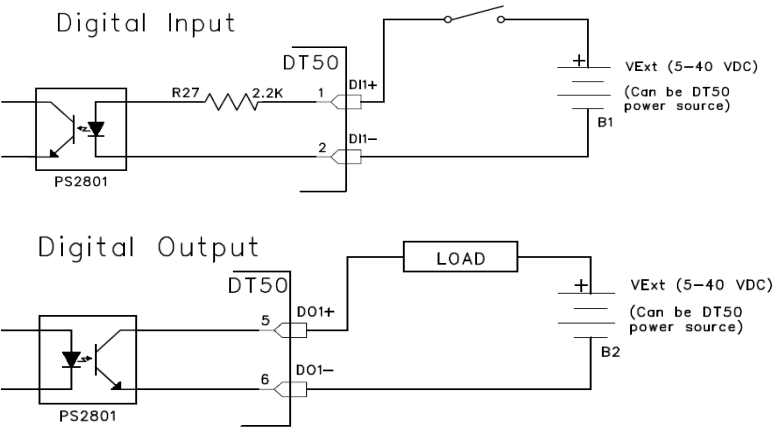 Digital Input
DT50
R27 2.2K
1
DI1+
2
DI1–
PS2801
+
VExt (5–40 VDC)
(Can be DT50
power source)
B1
Digital Output
DT50
5
DO1+
6
DO1–
PS2801
LOAD
+
VExt (5–40 VDC)
(Can be DT50
power source)
B2